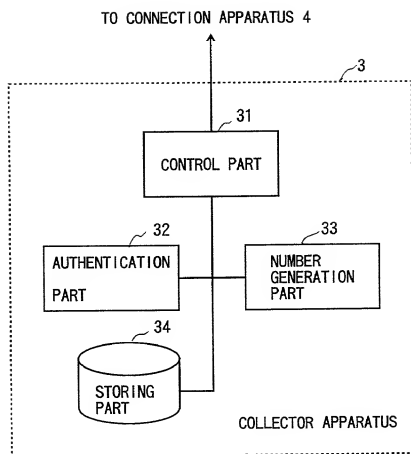 TO CONNECTION APPARATUS 4
3
31
CONTROL PART
32
AUTHENTICATION
PART
33
NUMBER
GENERATION
PART
34
STORING
PART
COLLECTOR APPARATUS